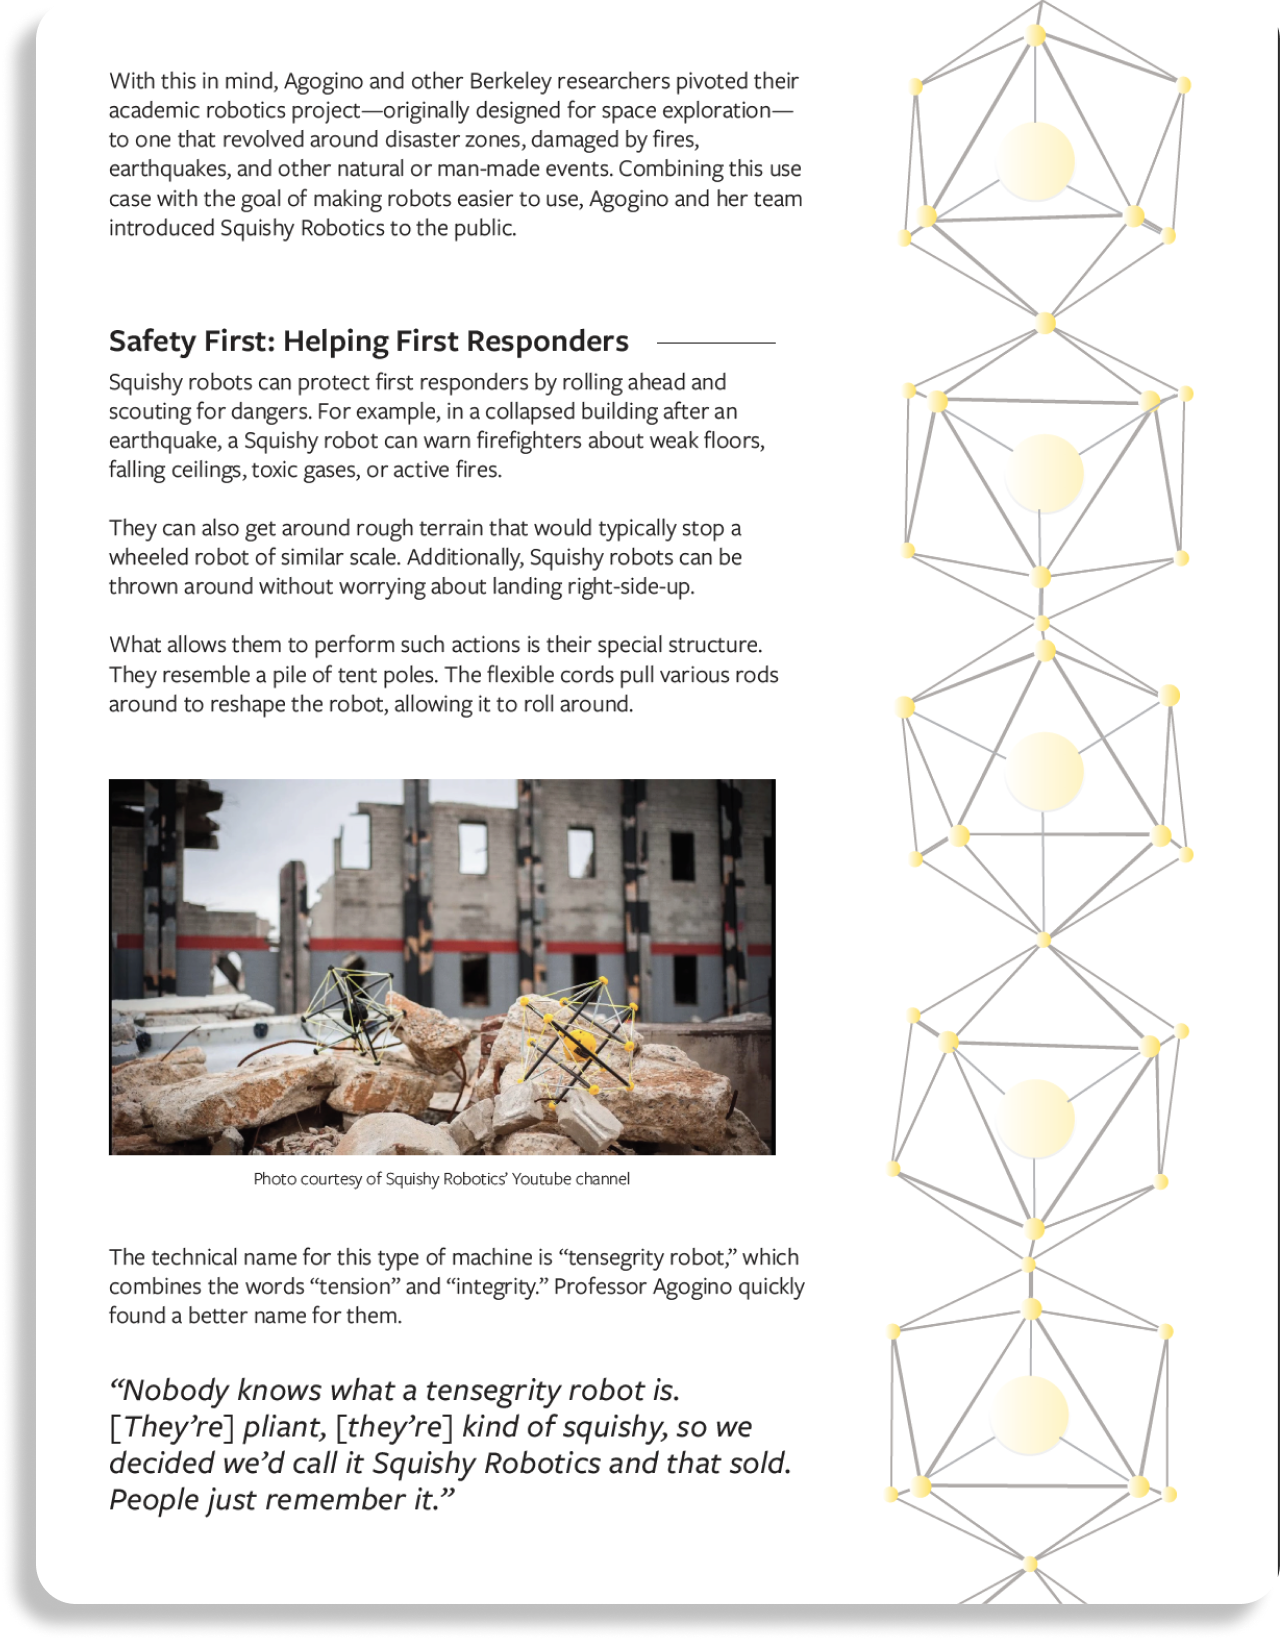 With this in mind, Agogino and other Berkeley researchers pivoted their
academic robotics project—originally designed for space exploration—
to one that revolved around disaster zones, damaged by fires,
earthquakes, and other natural or man-made events. Combining this use
case with the goal of making robots easier to use, Agogino and her team
introduced Squishy Robotics to the public.
Safety First: Helping First Responders
Squishy robots can protect first responders by rolling ahead and
scouting for dangers. For example, in a collapsed building after an
earthquake, a Squishy robot can warn firefighters about weak floors,
falling ceilings, toxic gases, or active fires.
They can also get around rough terrain that would typically stop a
wheeled robot of similar scale. Additionally, Squishy robots can be
thrown around without worrying about landing right-side-up.
What allows them to perform such actions is their special structure.
They resemble a pile of tent poles. The flexible cords pull various rods
around to reshape the robot, allowing it to roll around.
Photo courtesy of Squishy Robotics’ Youtube channel
The technical name for this type of machine is “tensegrity robot,” which
combines the words “tension” and “integrity.” Professor Agogino quickly
found a better name for them.
“Nobody knows what a tensegrity robot is.
[They’re] pliant, [they’re] kind of squishy, so we
decided we’d call it Squishy Robotics and that sold.
People just remember it.”